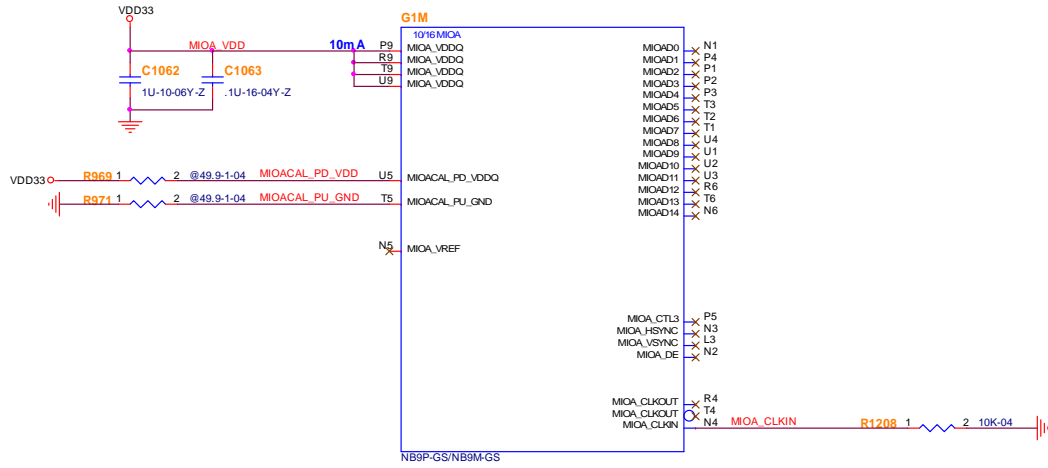 VDD33
G1M
10/16 MIOA
MIOA_VDD
10mA
P9 MIOA_VDDQ
R9 MIOA_VDDQ
T9 MIOA_VDDQ
U9 MIOA_VDDQ
C1062
1U-10-06Y-Z
C1063
.1U-16-04Y-Z
MIOAD0 N1
MIOAD1 P4
MIOAD2 P1
MIOAD3 P2
MIOAD4 P3
MIOAD5 T3
MIOAD6 T2
MIOAD7 T1
MIOAD8 U4
MIOAD9 U1
MIOAD10 U2
MIOAD11 U3
MIOAD12 R6
MIOAD13 T6
MIOAD14 N6
VDD33 R969 1 2 @49.9-1-04 MIOACAL_PD_VDD U5 MIOACAL_PD_VDDQ
R971 1 2 @49.9-1-04 MIOACAL_PU_GND T5 MIOACAL_PU_GND
N5 MIOA_VREF
MIOA_CTL3 P5
MIOA_HSYNC N3
MIOA_VSYNC L3
MIOA_DE N2
MIOA_CLKOUT R4
MIOA_CLKOUT T4
MIOA_CLKIN N4 MIOA_CLKIN R1208 1 2 10K-04
NB9P-GS/NB9M-GS